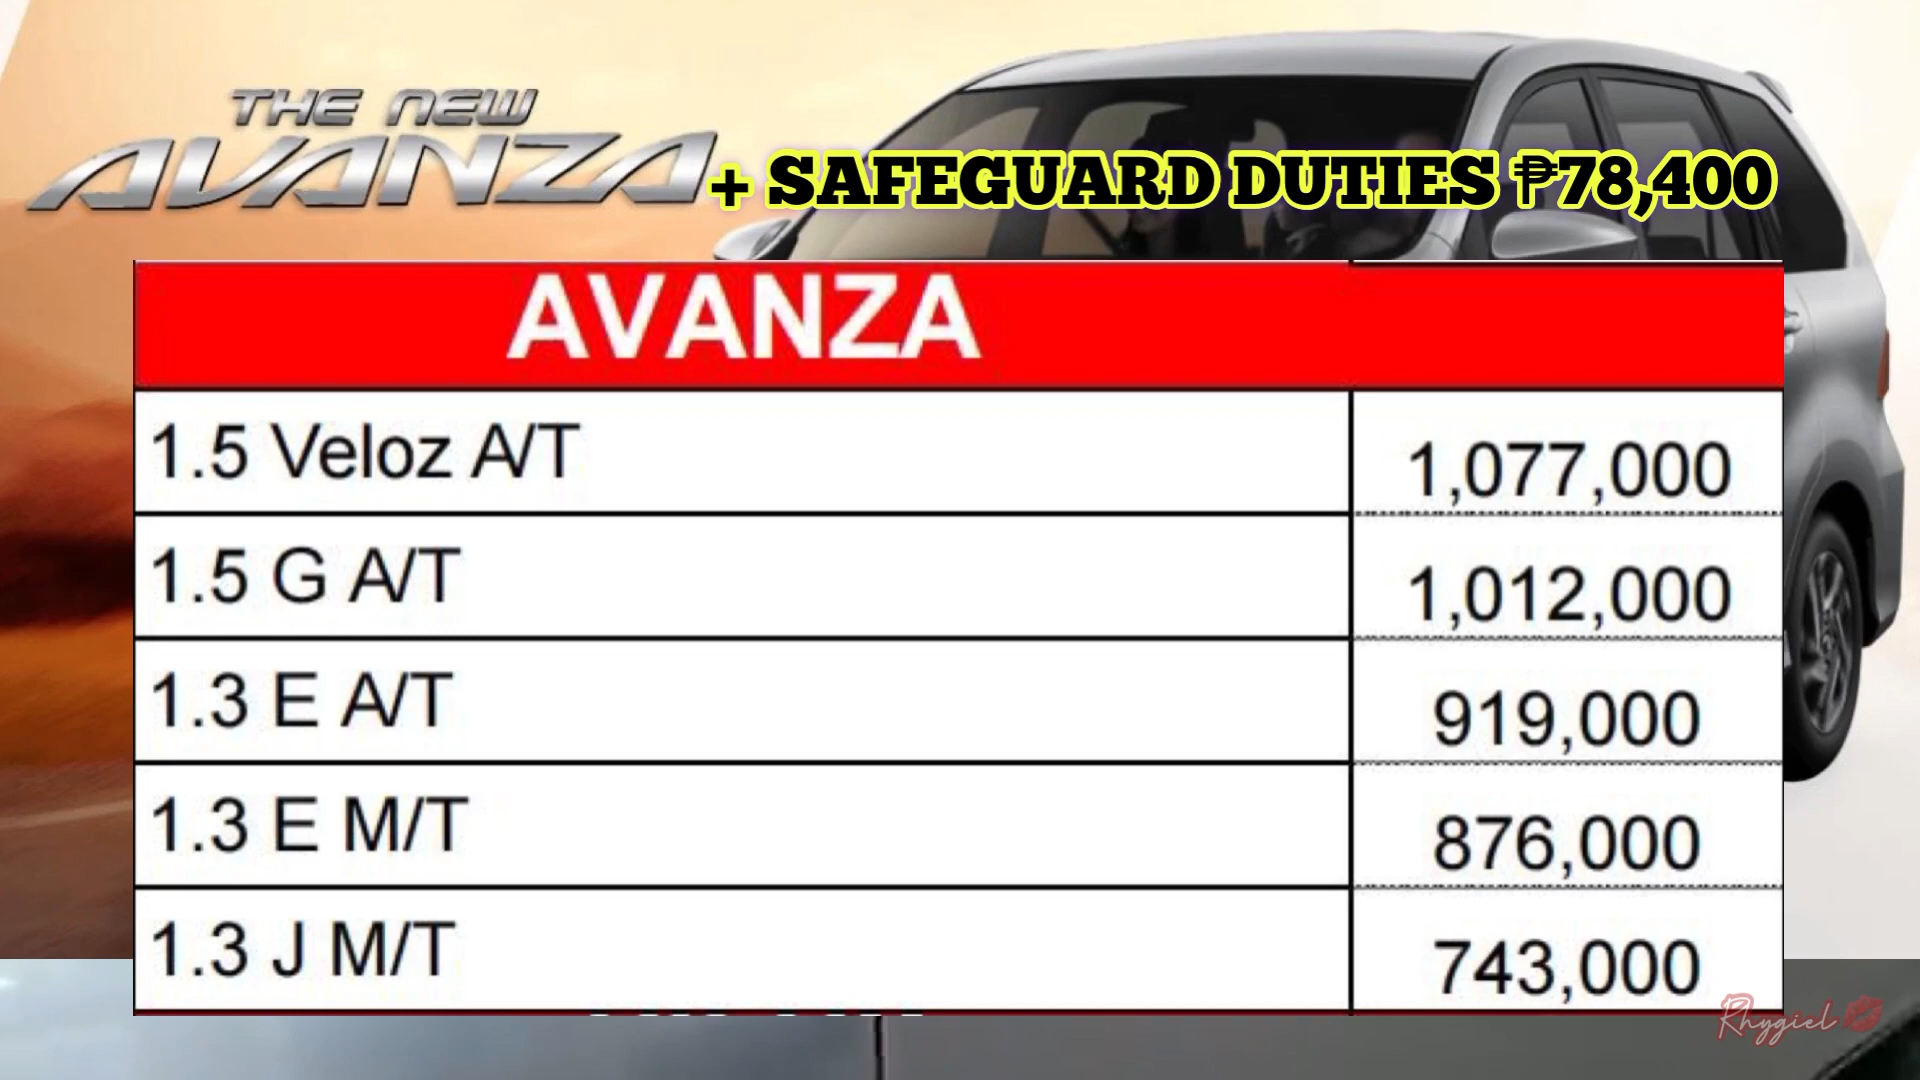 THE NEW
AVANZA + SAFEGUARD DUTIES ₱78,400
AVANZA
1.5 Veloz A/T 1,077,000
1.5 G A/T 1,012,000
1.3 E A/T 919,000
1.3 E M/T 876,000
1.3 J M/T 743,000
Rhygiel